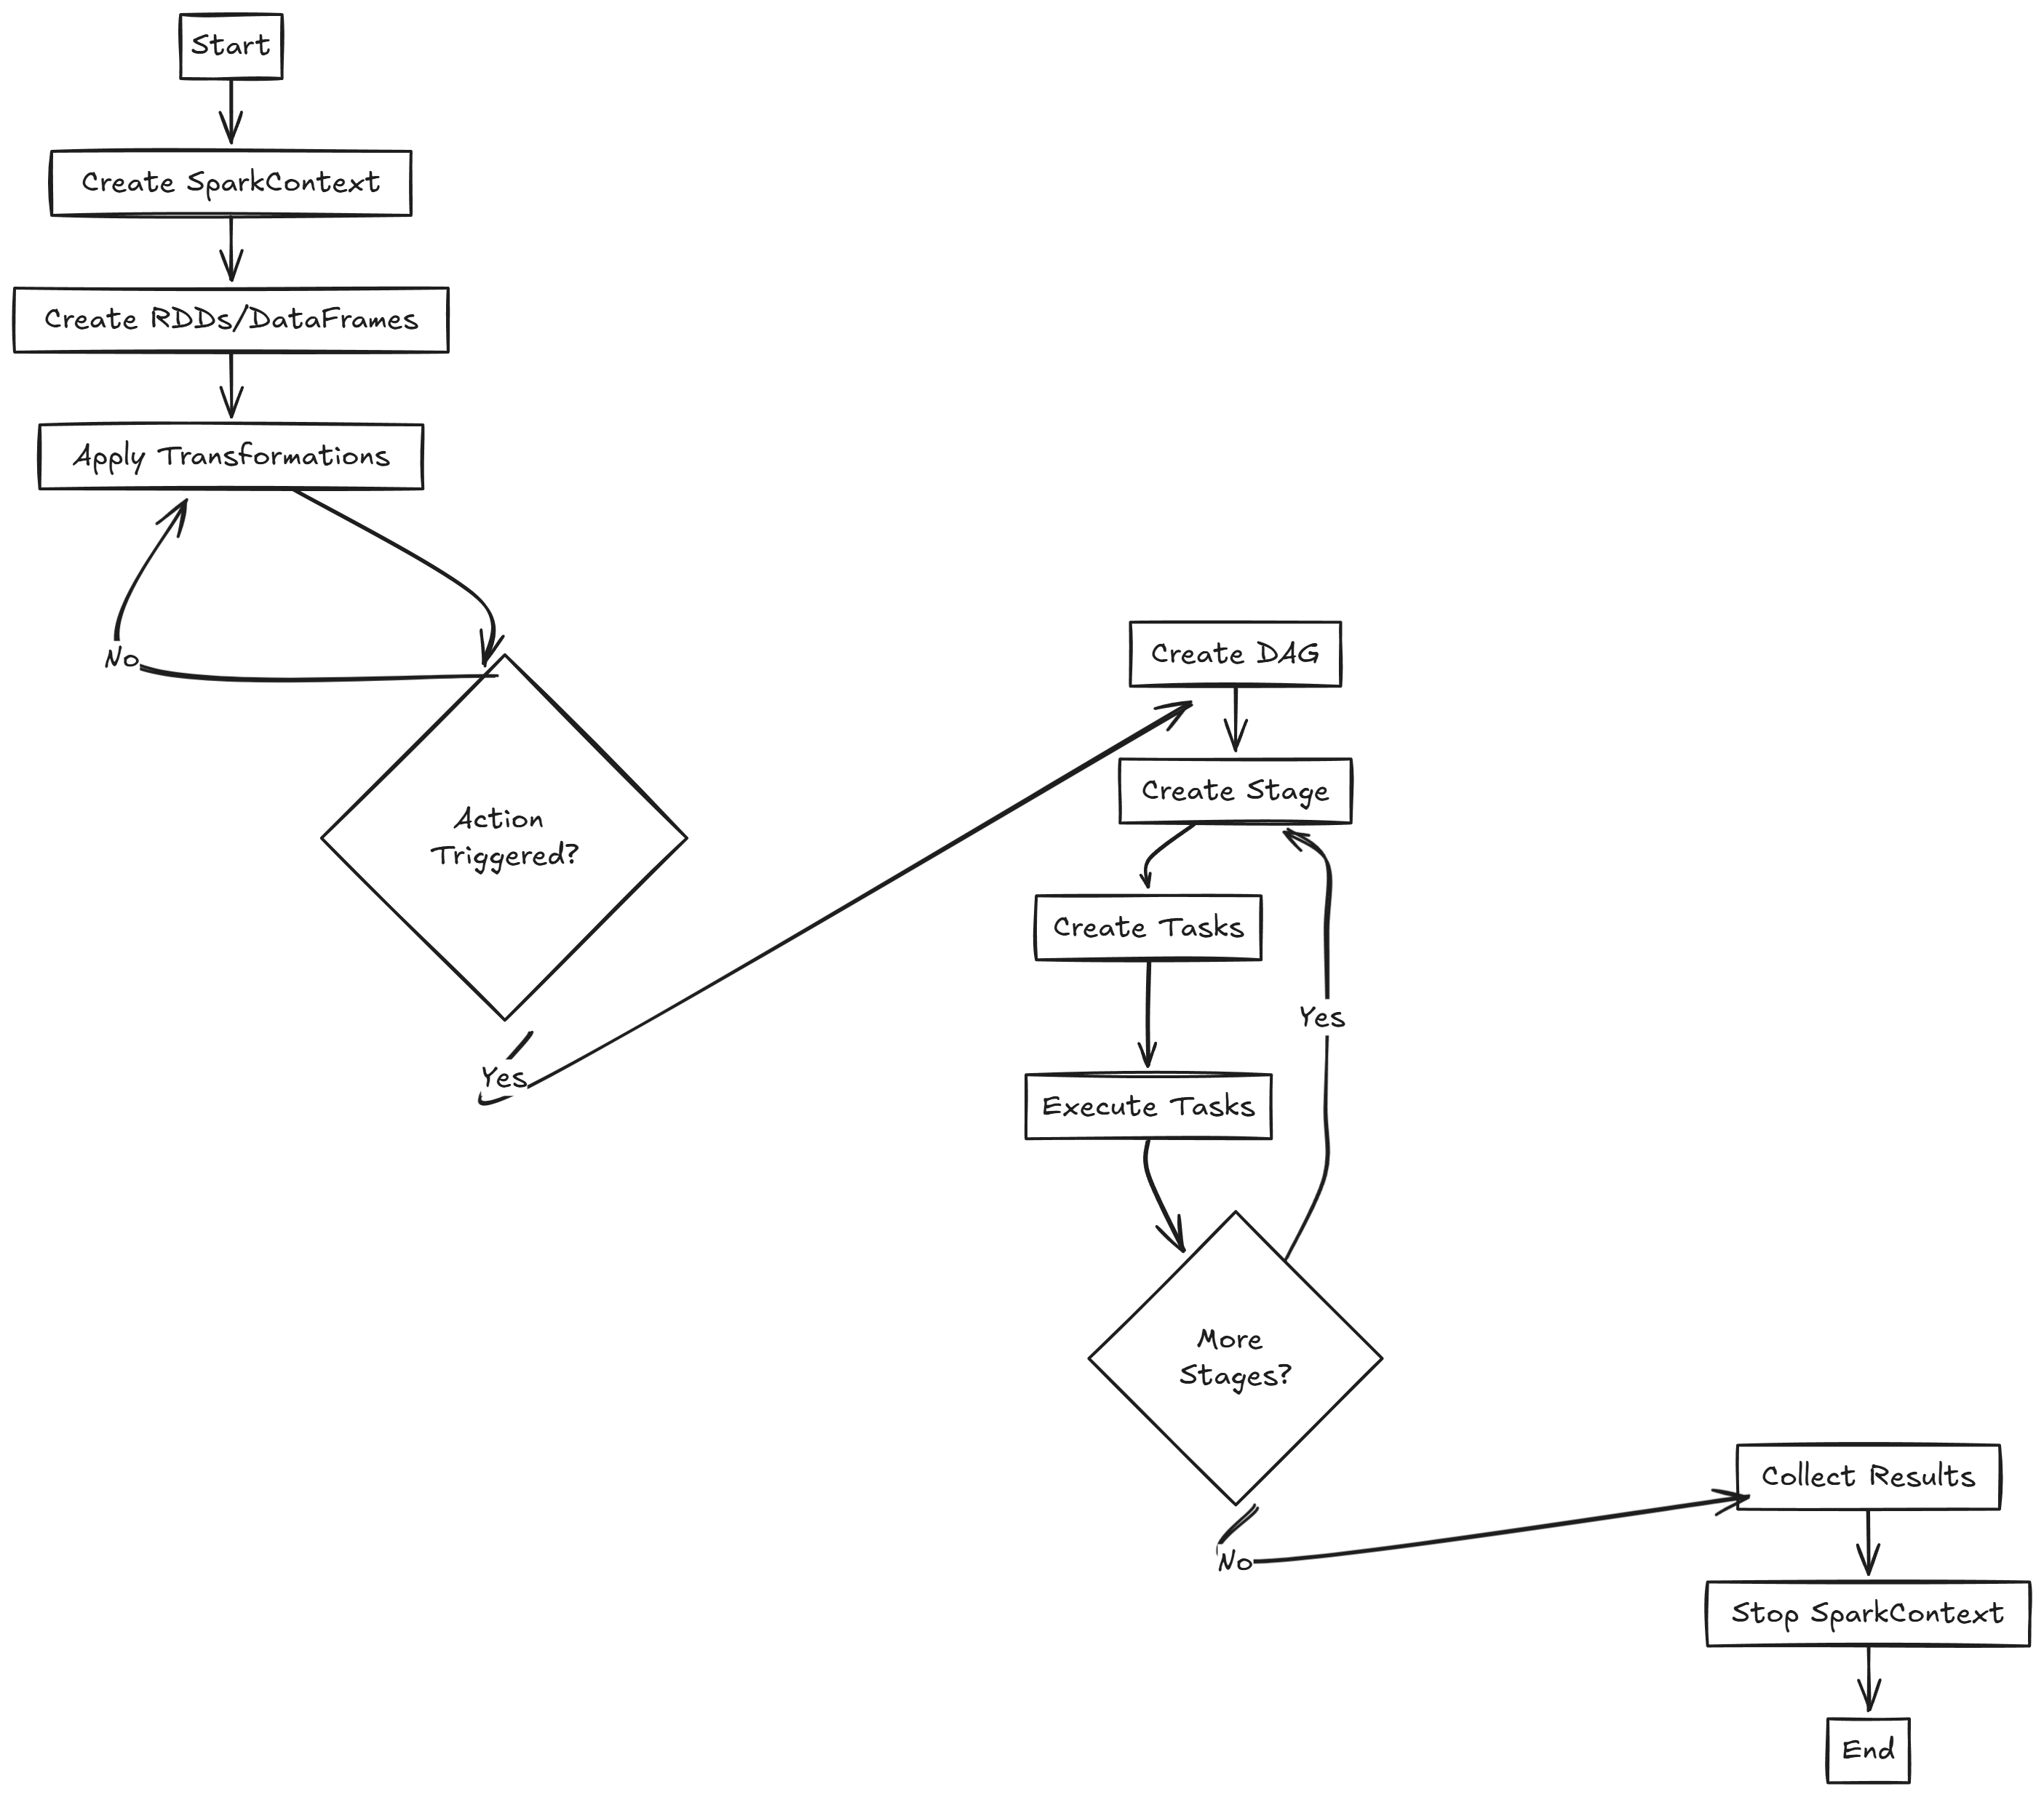 Start
Create SparkContext
Create RDDs/DataFrames
Apply Transformations
No
Action
Triggered?
Yes
Create DAG
Create Stage
Create Tasks
Yes
Execute Tasks
More
Stages?
No
Collect Results
Stop SparkContext
End